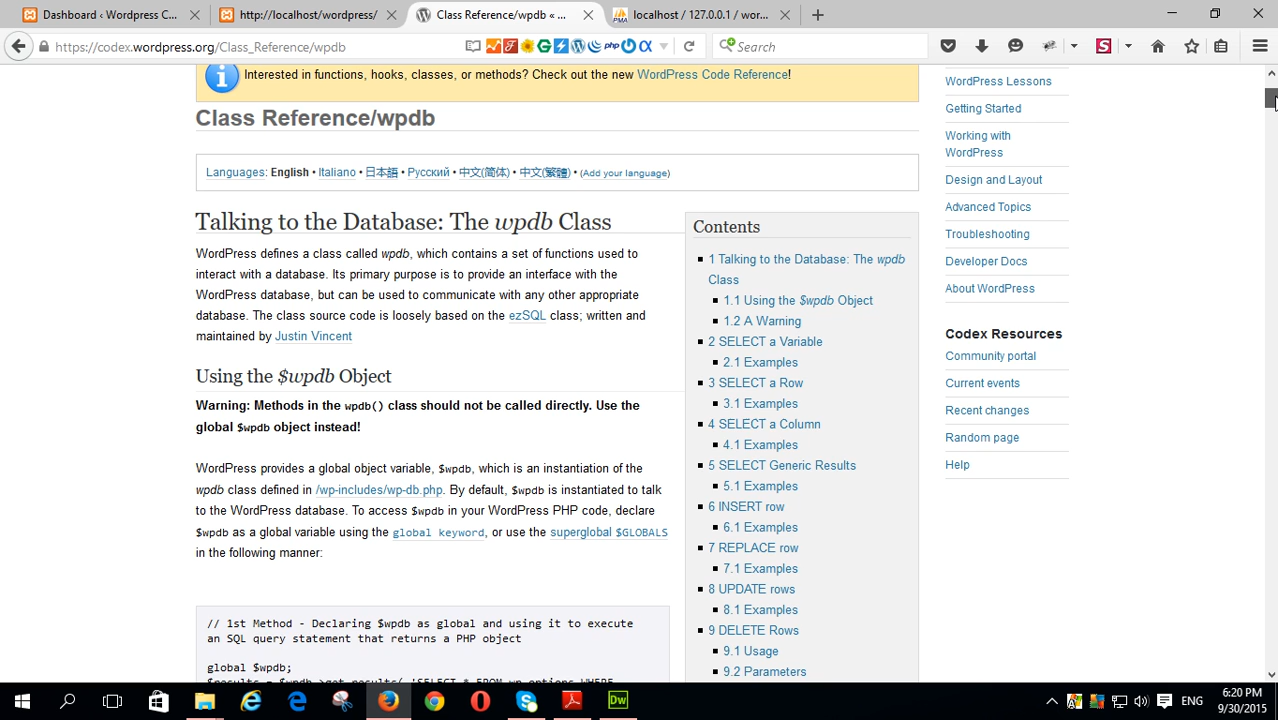 Dashboard ‹ Wordpress C...
http://localhost/wordpress/
Class Reference/wpdb « ...
localhost / 127.0.0.1 / wor...
https://codex.wordpress.org/Class_Reference/wpdb
php
Search
Interested in functions, hooks, classes, or methods? Check out the new WordPress Code Reference!
Class Reference/wpdb
Languages: English • Italiano • 日本語 • Русский • 中文(简体) • 中文(繁體) • (Add your language)
Talking to the Database: The wpdb Class
WordPress defines a class called wpdb, which contains a set of functions used to
interact with a database. Its primary purpose is to provide an interface with the
WordPress database, but can be used to communicate with any other appropriate
database. The class source code is loosely based on the ezSQL class; written and
maintained by Justin Vincent
Using the $wpdb Object
Warning: Methods in the wpdb() class should not be called directly. Use the
global $wpdb object instead!
WordPress provides a global object variable, $wpdb, which is an instantiation of the
wpdb class defined in /wp-includes/wp-db.php. By default, $wpdb is instantiated to talk
to the WordPress database. To access $wpdb in your WordPress PHP code, declare
$wpdb as a global variable using the global keyword, or use the superglobal $GLOBALS
in the following manner:
// 1st Method - Declaring $wpdb as global and using it to execute
an SQL query statement that returns a PHP object
global $wpdb;
$results = $wpdb->get_results( 'SELECT * FROM wp_options WHERE
Contents
1 Talking to the Database: The wpdb
Class
1.1 Using the $wpdb Object
1.2 A Warning
2 SELECT a Variable
2.1 Examples
3 SELECT a Row
3.1 Examples
4 SELECT a Column
4.1 Examples
5 SELECT Generic Results
5.1 Examples
6 INSERT row
6.1 Examples
7 REPLACE row
7.1 Examples
8 UPDATE rows
8.1 Examples
9 DELETE Rows
9.1 Usage
9.2 Parameters
WordPress Lessons
Getting Started
Working with
WordPress
Design and Layout
Advanced Topics
Troubleshooting
Developer Docs
About WordPress
Codex Resources
Community portal
Current events
Recent changes
Random page
Help
Dw
ENG
6:20 PM
9/30/2015